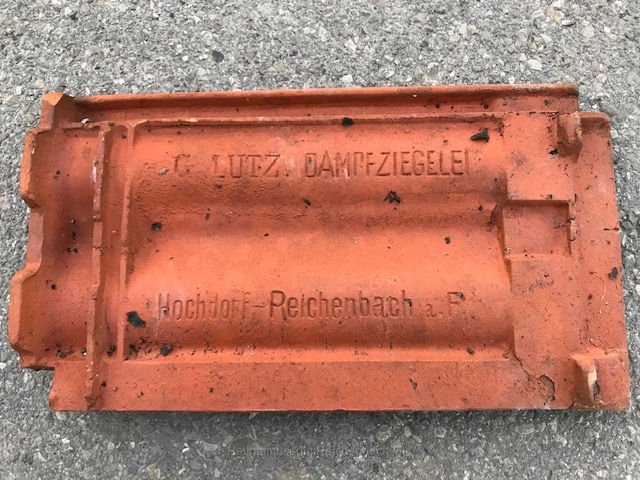 G. LUTZ. DAMPFZIEGELEI
Hochdorf-Reichenbach a. F.